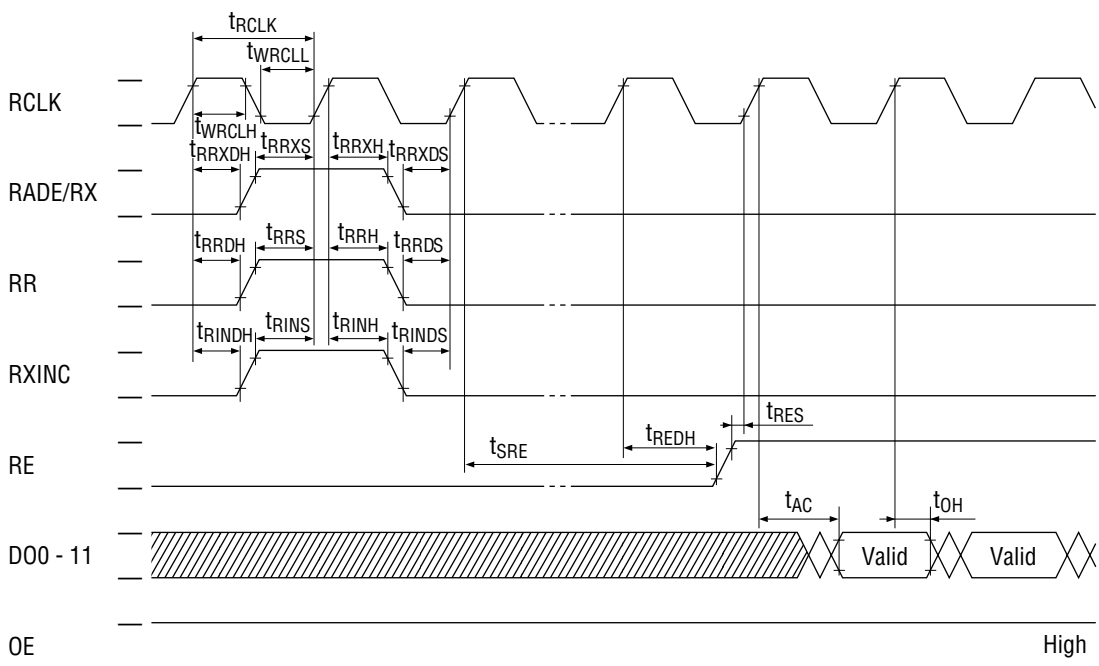 tRCLK
tWRCLL
RCLK
tWRCLH
tRRXDH tRRXS tRRXH tRRXDS
RADE/RX
tRRDH tRRS tRRH tRRDS
RR
tRINDH tRINS tRINH tRINDS
RXINC
tRES
tREDH
tSRE
RE
tAC tOH
DO0 - 11 Valid Valid
OE High